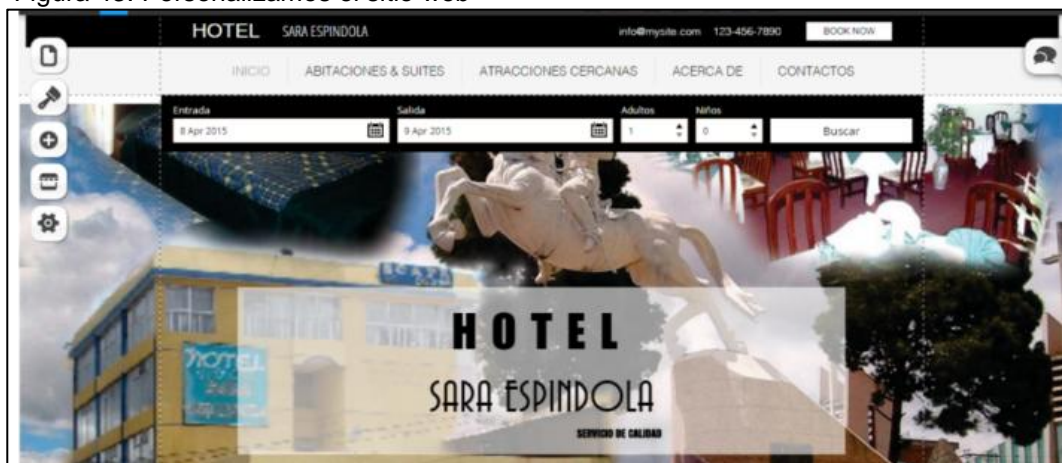 Figura 43. Personalizamos el sitio web
HOTEL SARA ESPINDOLA info@mysite.com 123-456-7890 BOOK NOW
INICIO ABITACIONES & SUITES ATRACCIONES CERCANAS ACERCA DE CONTACTOS
Entrada Salida Adultos Niños
8 Apr 2015 9 Apr 2015 1 0 Buscar
HOTEL
HOTEL
SARA ESPINDOLA
SERVICIO DE CALIDAD